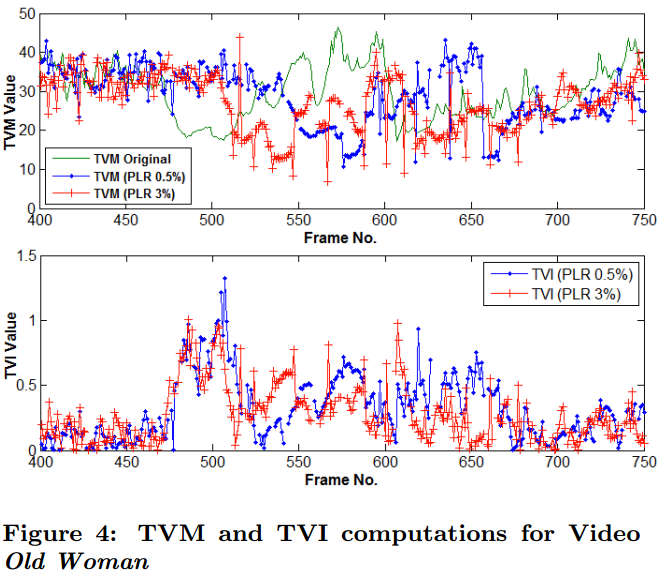 50
40
30
20
10
0
TVM Value
TVM Original
TVM (PLR 0.5%)
TVM (PLR 3%)
400 450 500 550 600 650 700 750
Frame No.
1.5
1
0.5
0
TVI Value
TVI (PLR 0.5%)
TVI (PLR 3%)
400 450 500 550 600 650 700 750
Frame No.
Figure 4: TVM and TVI computations for Video
Old Woman